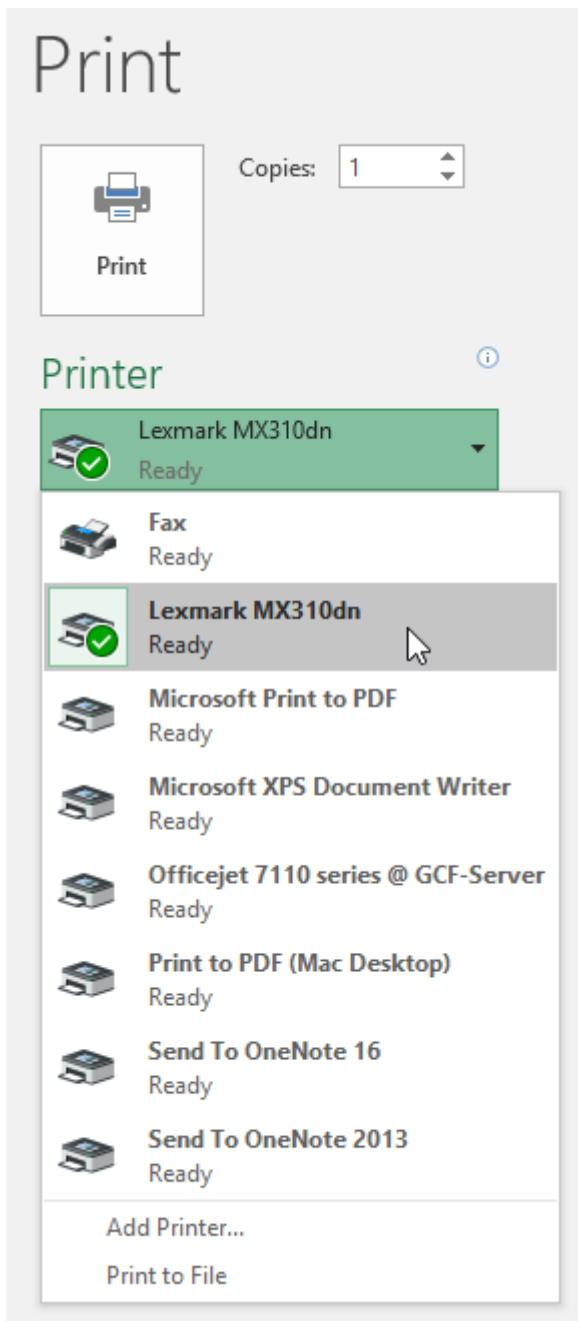 Print
Copies: 1
Print
Printer
Lexmark MX310dn
Ready
Fax
Ready
Lexmark MX310dn
Ready
Microsoft Print to PDF
Ready
Microsoft XPS Document Writer
Ready
Officejet 7110 series @ GCF-Server
Ready
Print to PDF (Mac Desktop)
Ready
Send To OneNote 16
Ready
Send To OneNote 2013
Ready
Add Printer...
Print to File